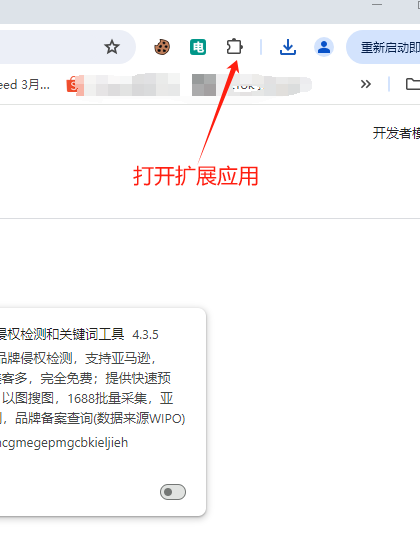 电
重新启动即
eed 3月...
开发者模
打开扩展应用
侵权检测和关键词工具 4.3.5
品牌侵权检测，支持亚马逊，
客多，完全免费；提供快速预
以图搜图，1688批量采集，亚
，品牌备案查询(数据来源WIPO)
cgmegepmgcbkieljieh